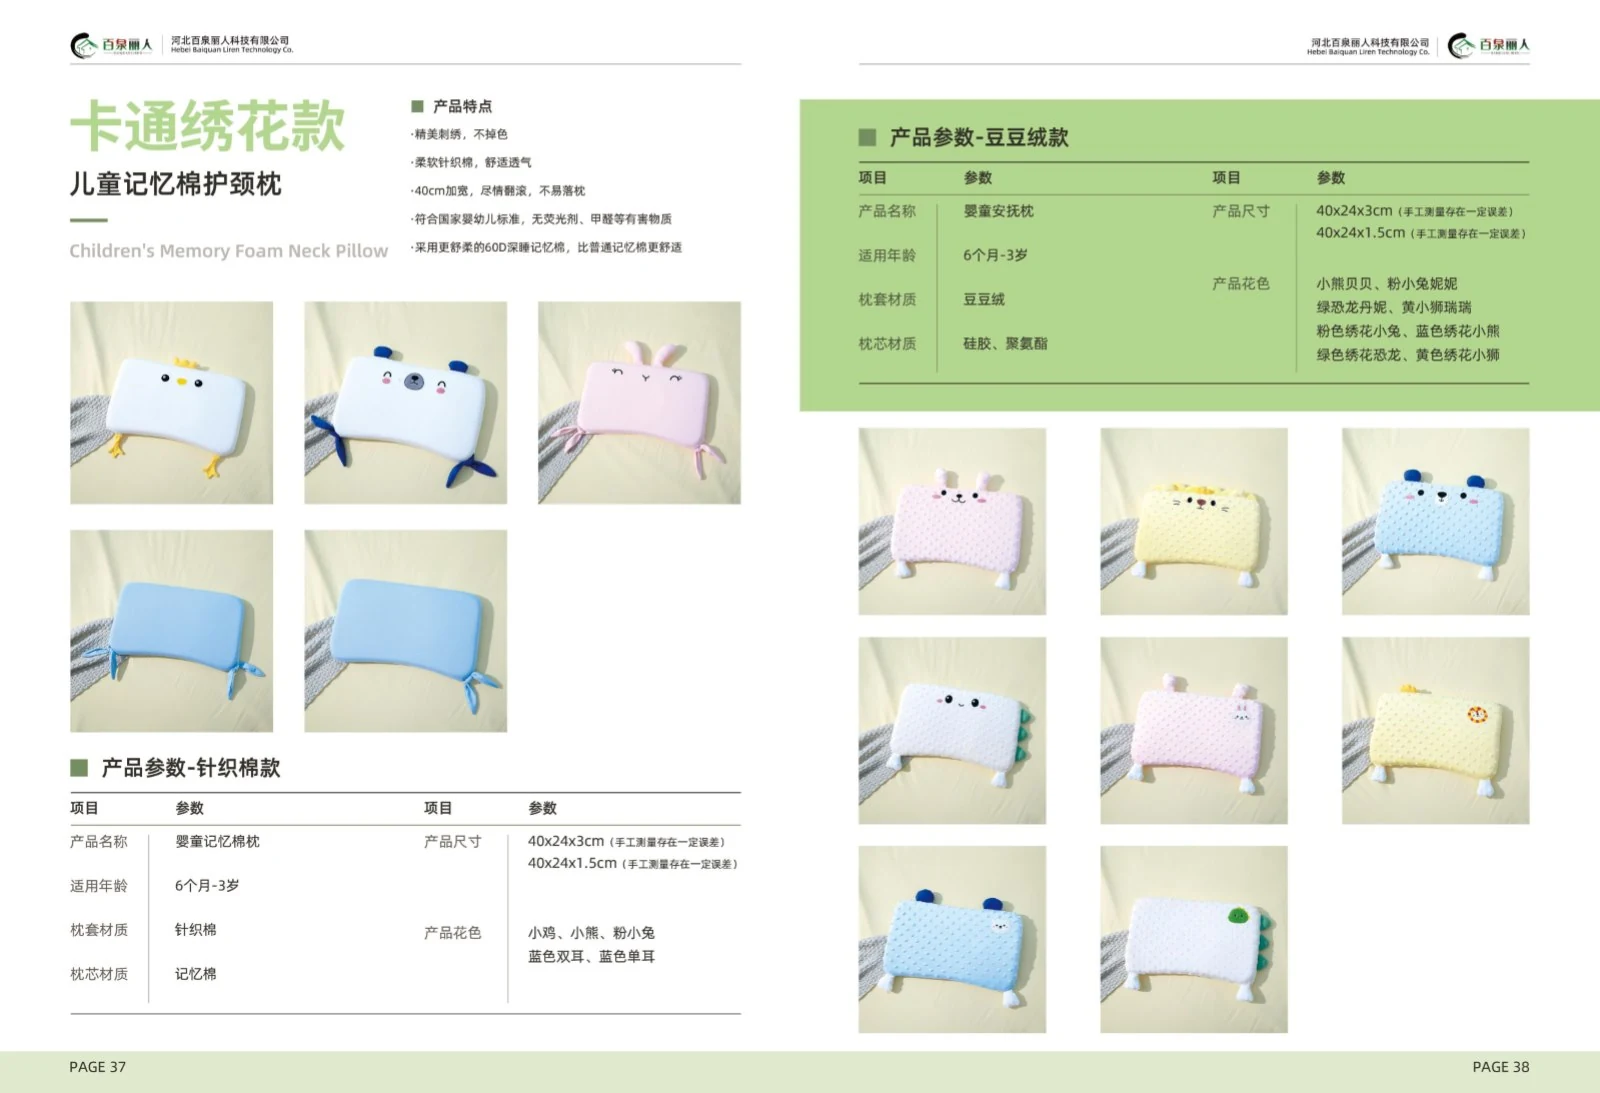 百泉丽人
河北百泉丽人科技有限公司
Hebei Baiquan Liren Technology Co.
卡通绣花款
儿童记忆棉护颈枕
Children's Memory Foam Neck Pillow
产品特点
·精美刺绣，不掉色
·柔软针织棉，舒适透气
·40cm加宽，尽情翻滚，不易落枕
·符合国家婴幼儿标准，无荧光剂、甲醛等有害物质
·采用更舒柔的60D深睡记忆棉，比普通记忆棉更舒适
产品参数-针织棉款
项目 参数 项目 参数
产品名称 婴童记忆棉枕 产品尺寸 40x24x3cm（手工测量存在一定误差）
40x24x1.5cm（手工测量存在一定误差）
适用年龄 6个月-3岁
枕套材质 针织棉 产品花色 小鸡、小熊、粉小兔
蓝色双耳、蓝色单耳
枕芯材质 记忆棉
PAGE 37
河北百泉丽人科技有限公司
Hebei Baiquan Liren Technology Co.
百泉丽人
产品参数-豆豆绒款
项目 参数 项目 参数
产品名称 婴童安抚枕 产品尺寸 40x24x3cm（手工测量存在一定误差）
40x24x1.5cm（手工测量存在一定误差）
适用年龄 6个月-3岁
产品花色 小熊贝贝、粉小兔妮妮
枕套材质 豆豆绒 绿恐龙丹妮、黄小狮瑞瑞
粉色绣花小兔、蓝色绣花小熊
枕芯材质 硅胶、聚氨酯 绿色绣花恐龙、黄色绣花小狮
PAGE 38